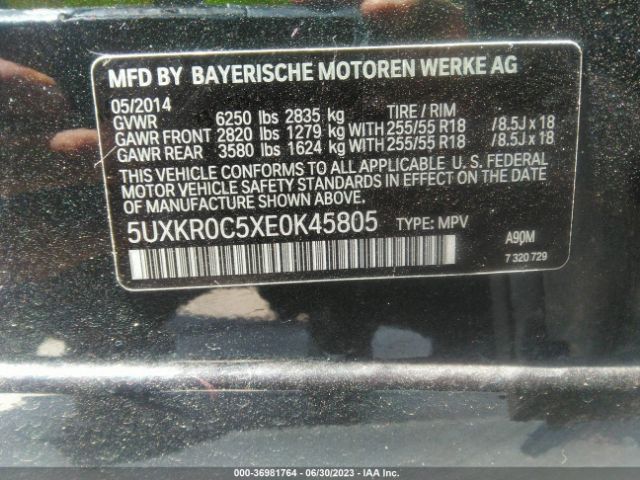 MFD BY BAYERISCHE MOTOREN WERKE AG
05/2014
GVWR 6250 lbs 2835 kg TIRE / RIM
GAWR FRONT 2820 lbs 1279 kg WITH 255/55 R18 / 8.5J x 18
GAWR REAR 3580 lbs 1624 kg WITH 255/55 R18 / 8.5J x 18
THIS VEHICLE CONFORMS TO ALL APPLICABLE U. S. FEDERAL
MOTOR VEHICLE SAFETY STANDARDS IN EFFECT ON THE DATE OF
MANUFACTURE SHOWN ABOVE.
5UXKR0C5XE0K45805 TYPE: MPV A90M
7 320 729
000-36981764 - 06/30/2023 - IAA Inc.